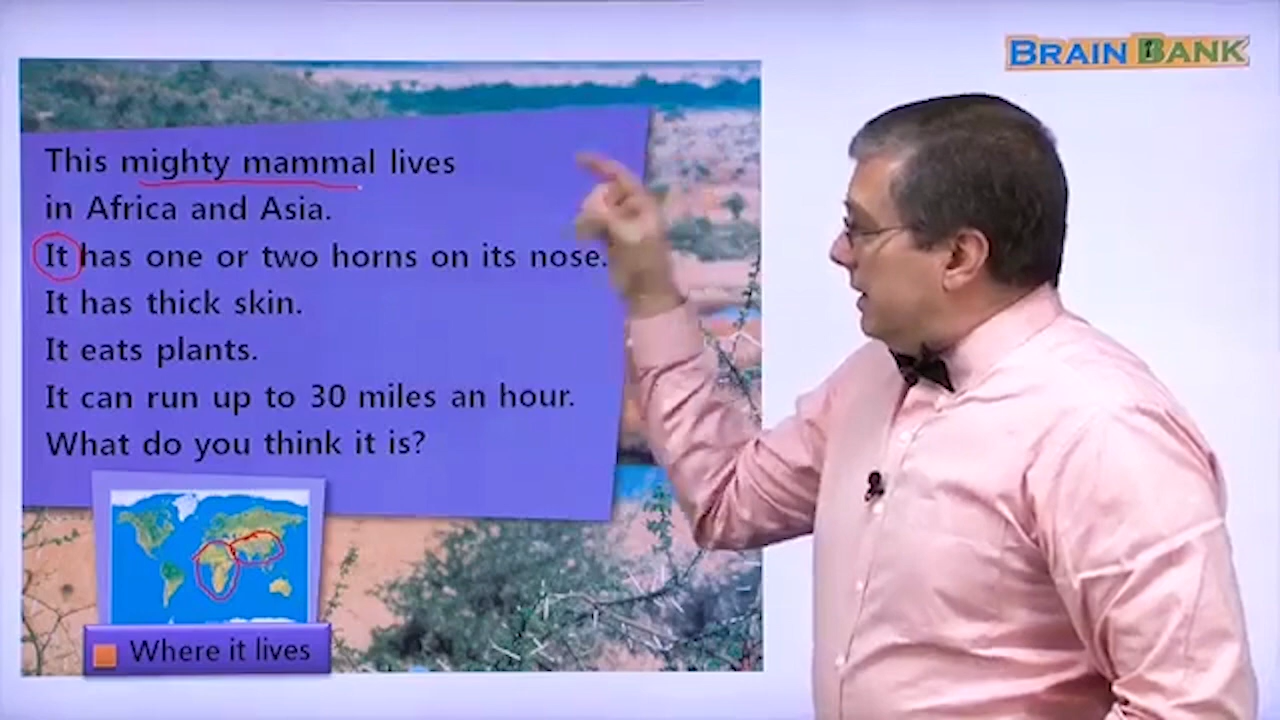 BRAIN BANK
This mighty mammal lives
in Africa and Asia.
It has one or two horns on its nose.
It has thick skin.
It eats plants.
It can run up to 30 miles an hour.
What do you think it is?
Where it lives